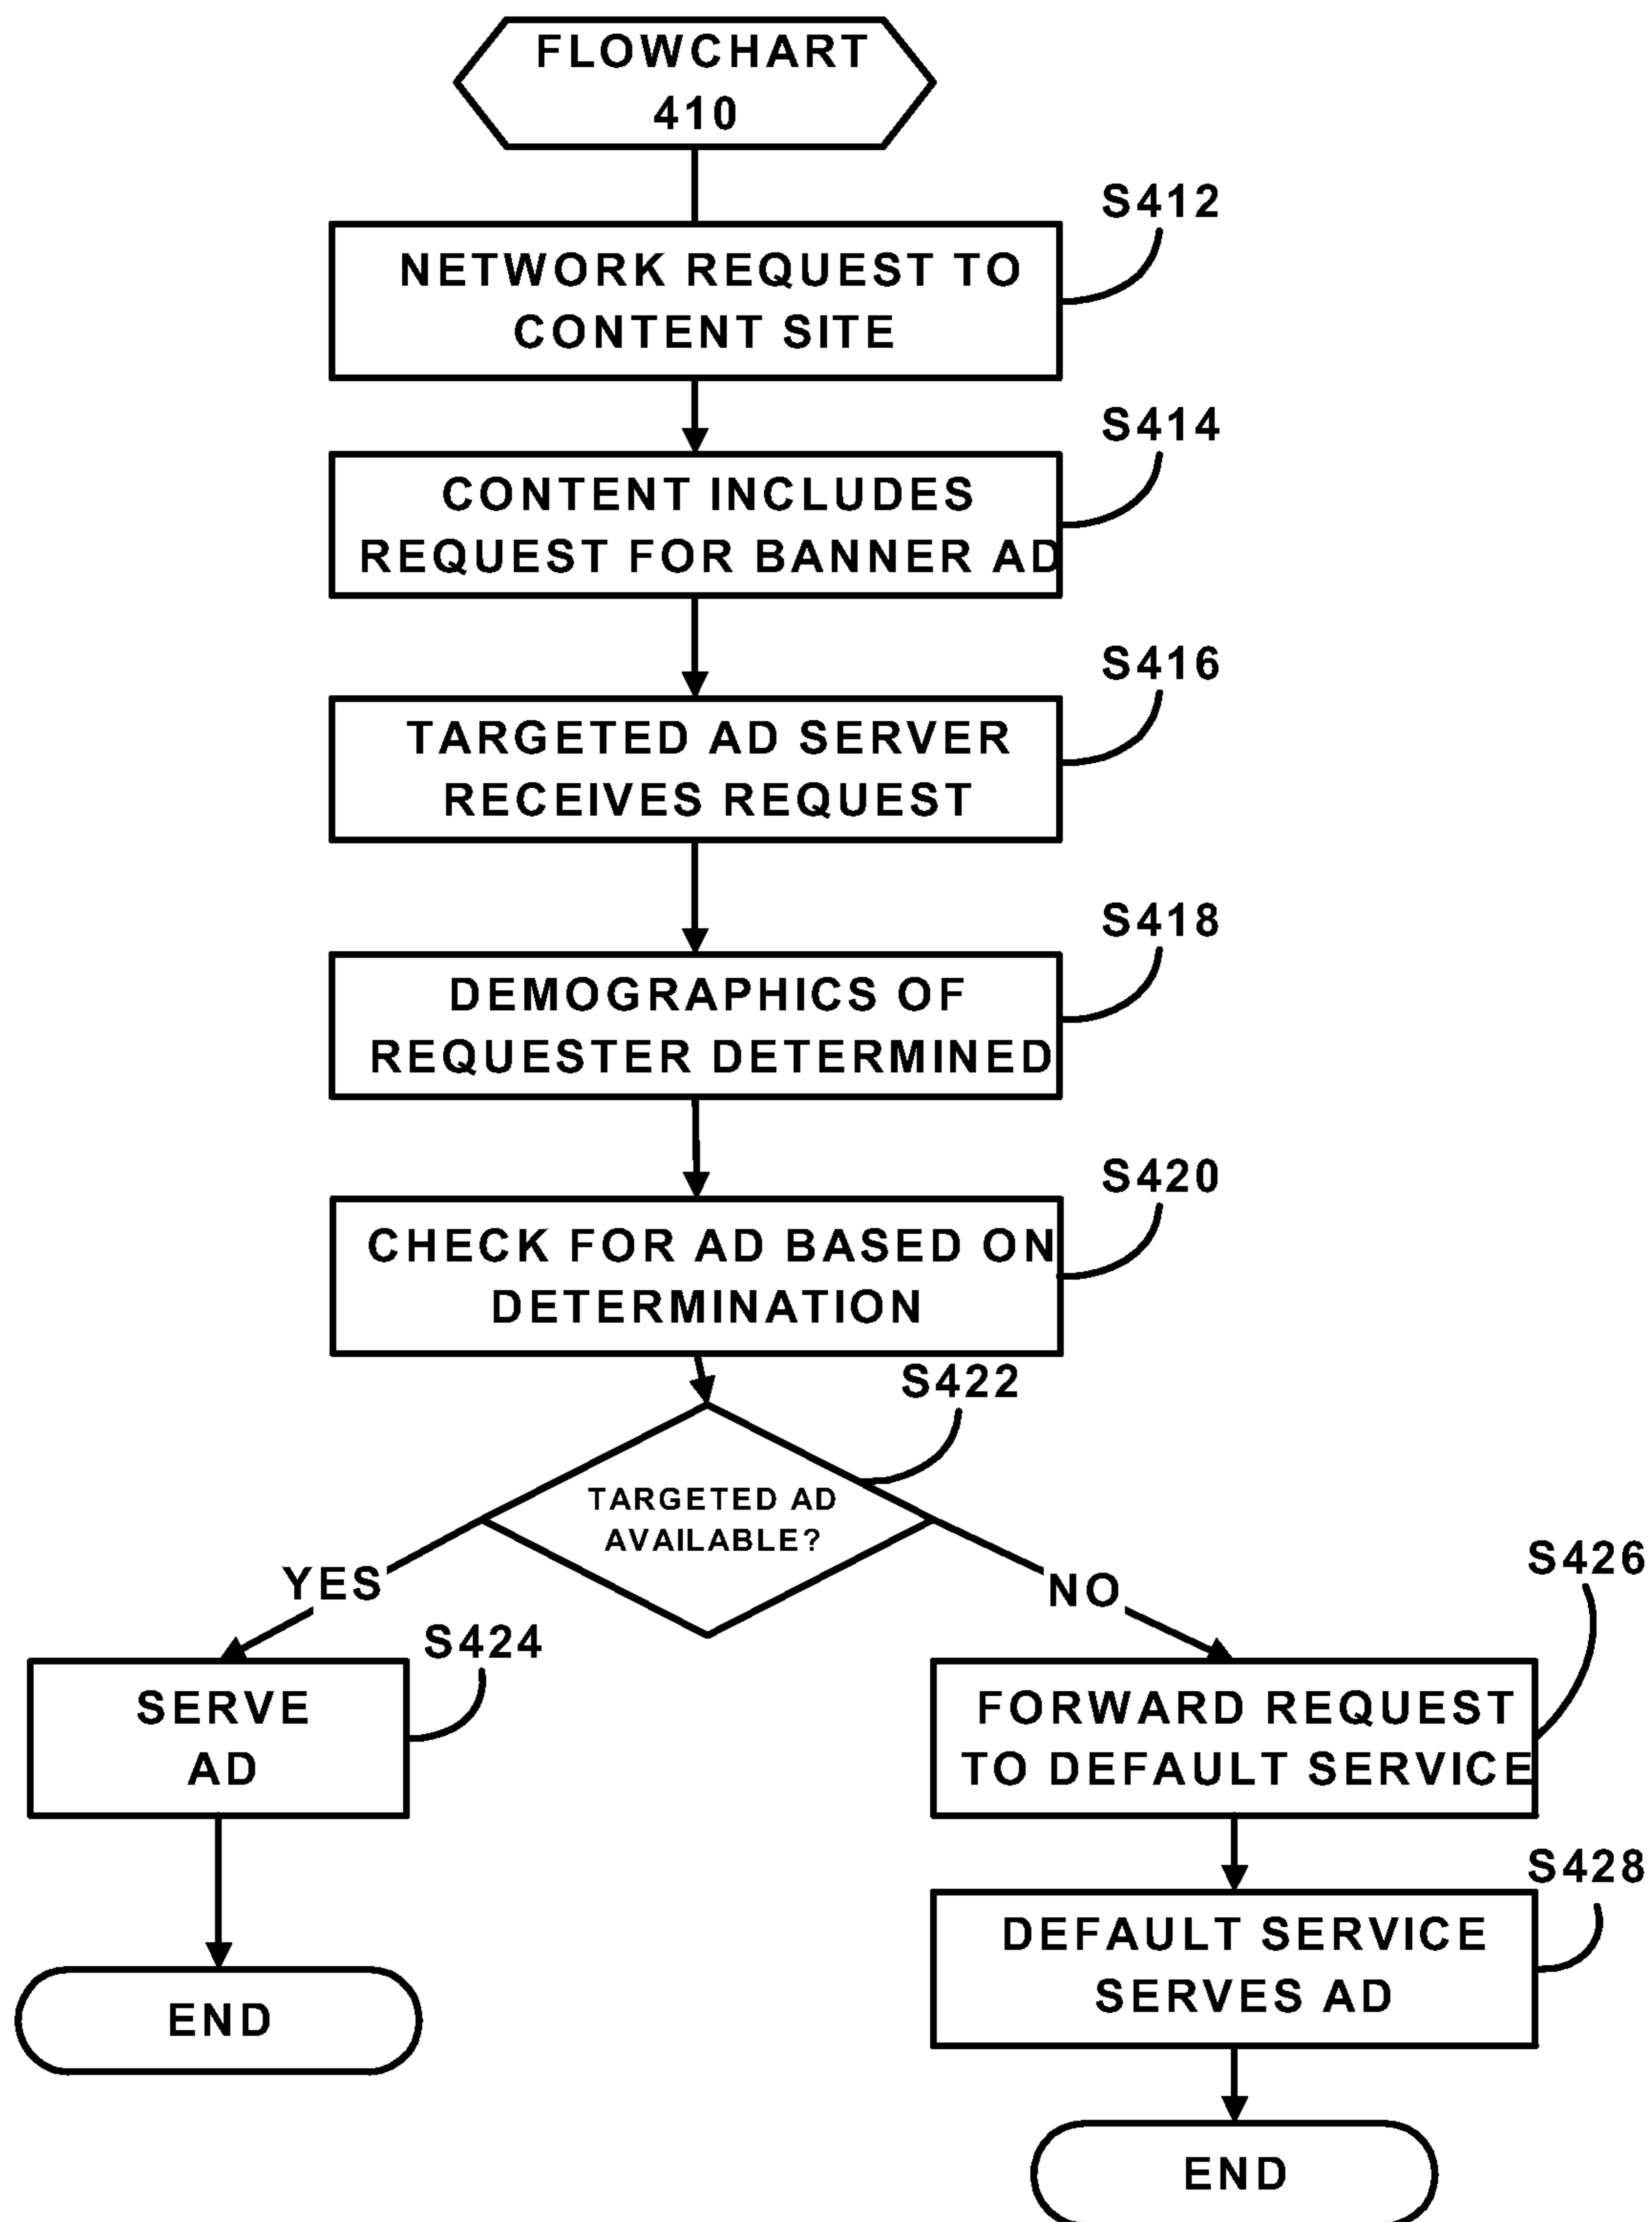 FLOWCHART
410
S412
NETWORK REQUEST TO
CONTENT SITE
S414
CONTENT INCLUDES
REQUEST FOR BANNER AD
S416
TARGETED AD SERVER
RECEIVES REQUEST
S418
DEMOGRAPHICS OF
REQUESTER DETERMINED
S420
CHECK FOR AD BASED ON
DETERMINATION
S422
TARGETED AD
AVAILABLE?
YES
NO
S424
SERVE
AD
END
S426
FORWARD REQUEST
TO DEFAULT SERVICE
S428
DEFAULT SERVICE
SERVES AD
END